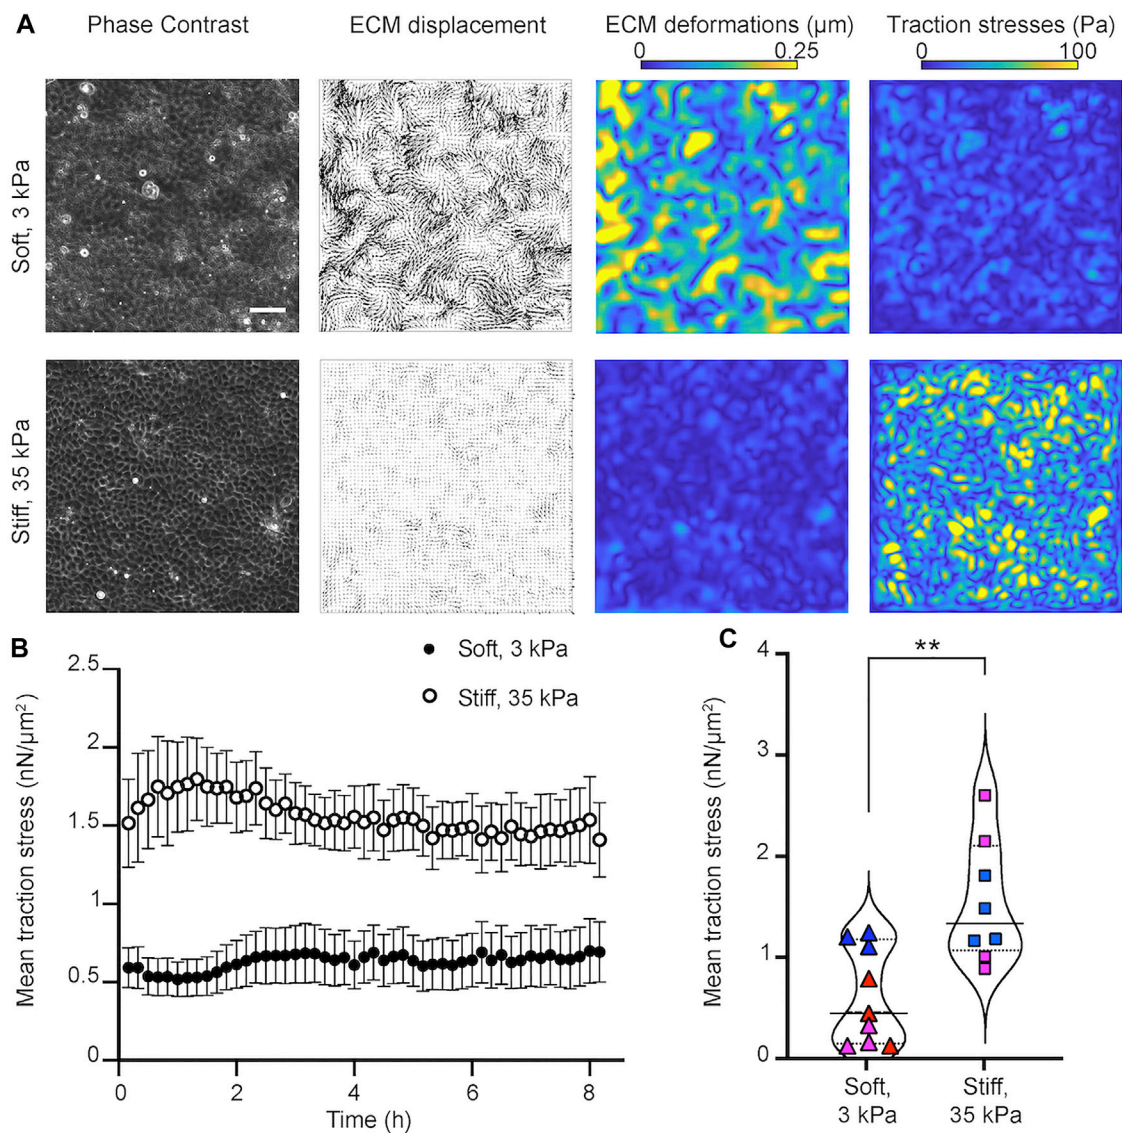 A
Phase Contrast
ECM displacement
ECM deformations (µm)
0
0.25
Traction stresses (Pa)
0
100
Soft, 3 kPa
Stiff, 35 kPa
B
Mean traction stress (nN/µm²)
2.5
2
1.5
1
0.5
0
0
2
4
6
8
Time (h)
Soft, 3 kPa
Stiff, 35 kPa
C
Mean traction stress (nN/µm²)
4
3
2
1
0
**
Soft,
3 kPa
Stiff,
35 kPa